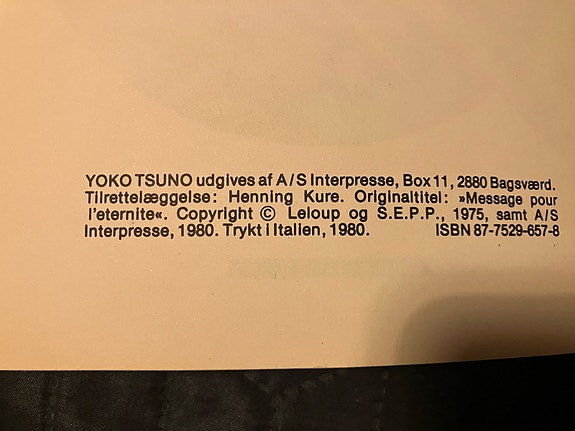 YOKO TSUNO udgives af A/S Interpresse, Box 11, 2880 Bagsværd.
Tilrettelæggelse: Henning Kure. Originaltitel: »Message pour
l'eternite«. Copyright © Leloup og S.E.P.P., 1975, samt A/S
Interpresse, 1980. Trykt i Italien, 1980. ISBN 87-7529-657-8